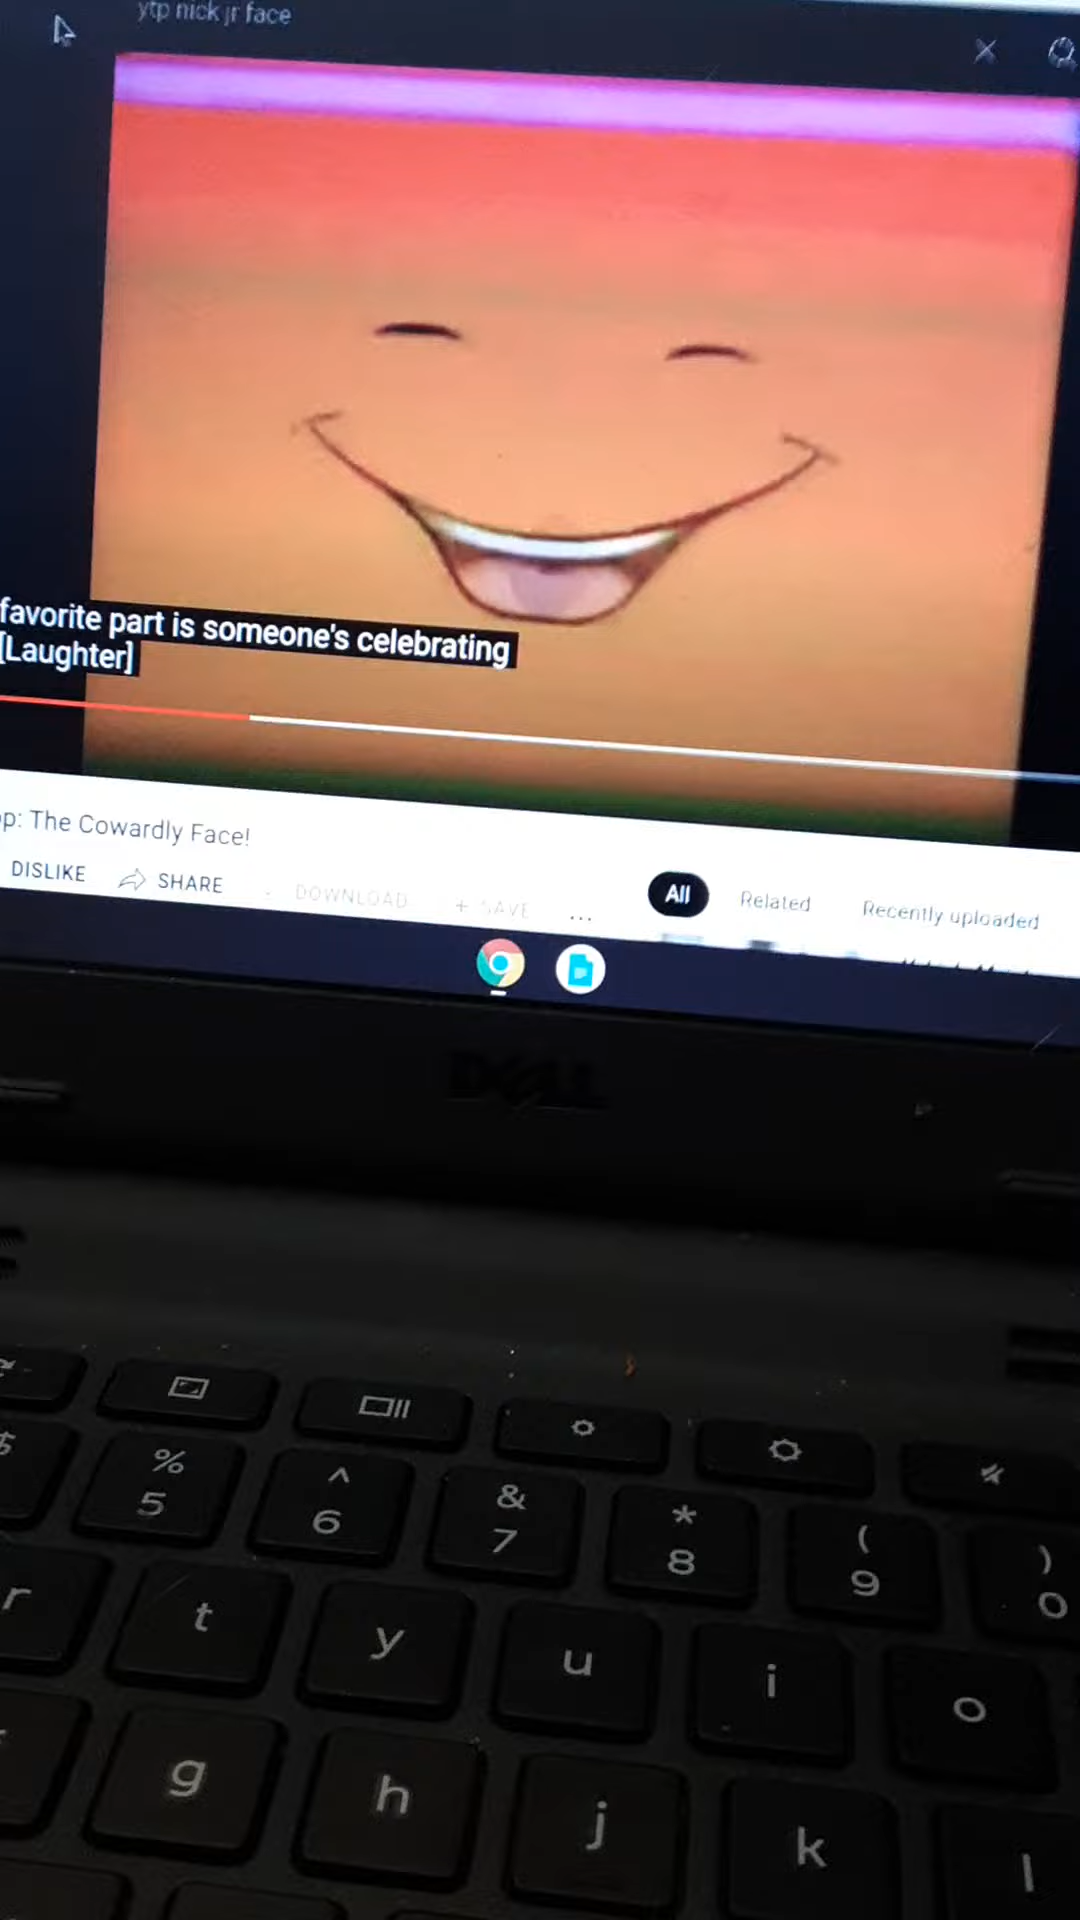 ytp nick jr face
favorite part is someone's celebrating
[Laughter]
p: The Cowardly Face!
DISLIKE SHARE DOWNLOAD + SAVE ...
All Related Recently uploaded
DELL
$ % ^ & * ( )
5 6 7 8 9 0
r t y u i o
g h j k l